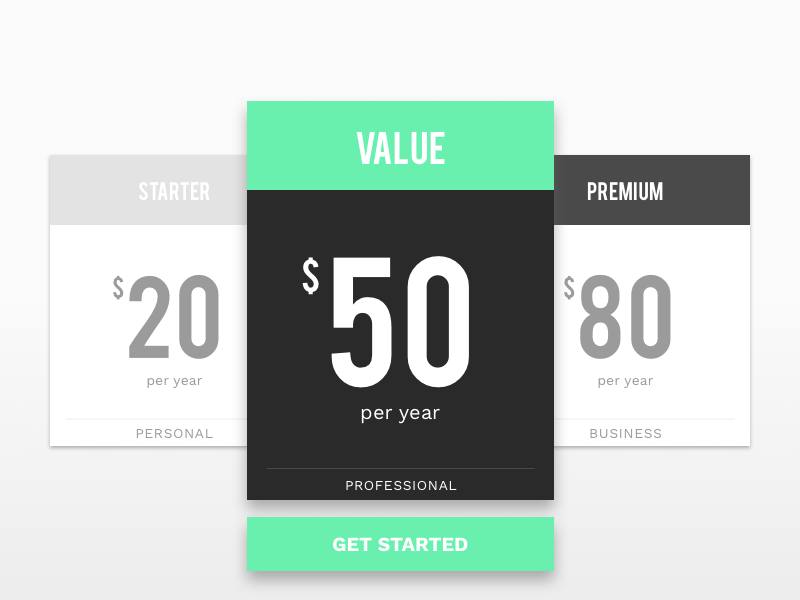 STARTER
$20
per year
PERSONAL
VALUE
$50
per year
PROFESSIONAL
GET STARTED
PREMIUM
$80
per year
BUSINESS